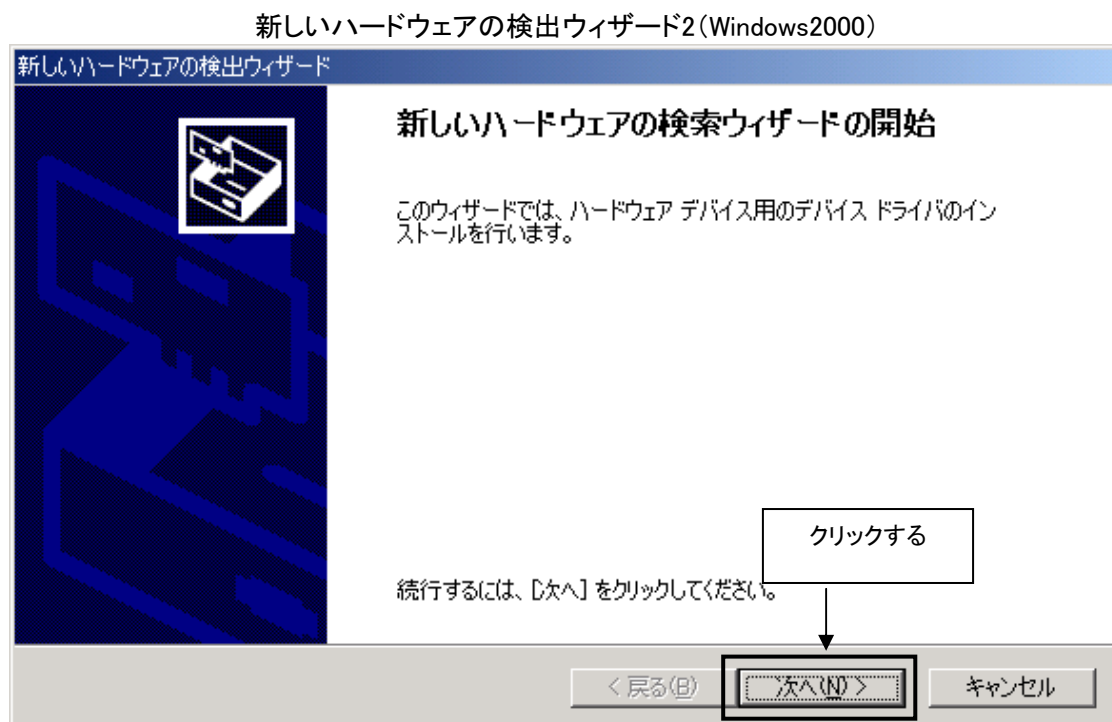 新しいハードウェアの検出ウィザード2(Windows2000)
新しいハードウェアの検出ウィザード
新しいハードウェアの検索ウィザードの開始
このウィザードでは、ハードウェア デバイス用のデバイス ドライバのイン
ストールを行います。
クリックする
続行するには、[次へ] をクリックしてください。
< 戻る(B)
次へ(N) >
キャンセル